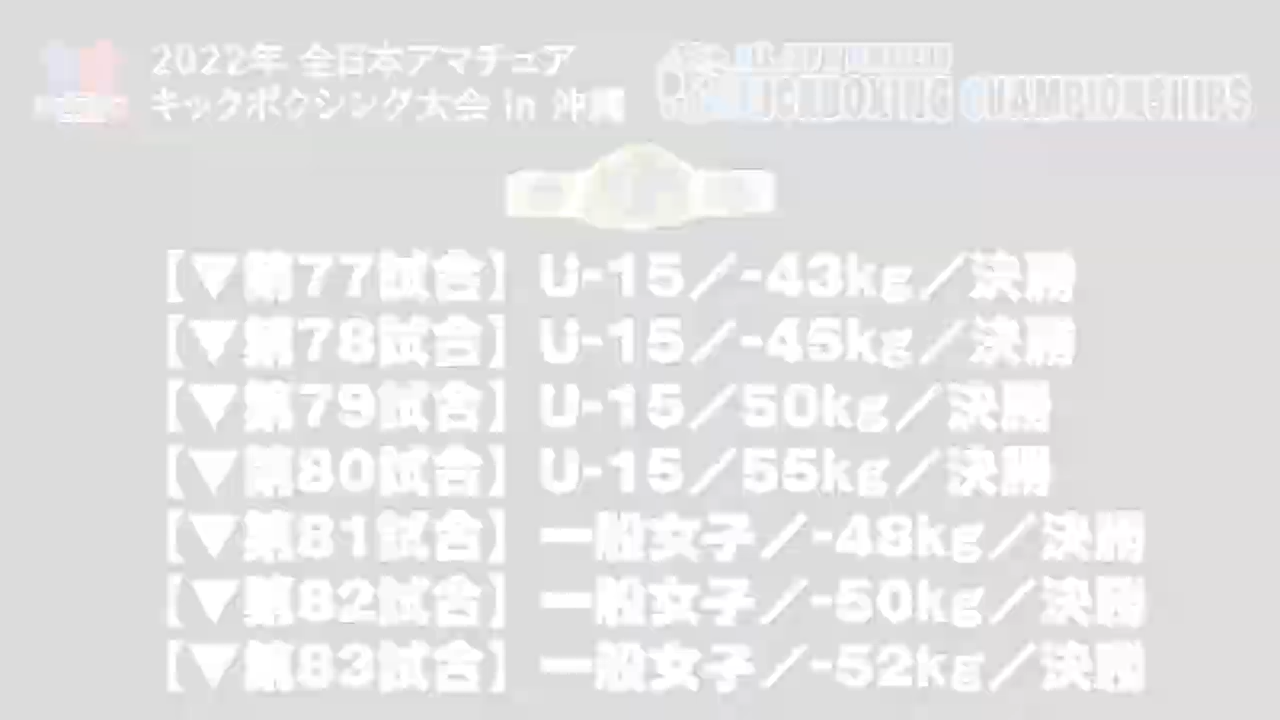 2022年 全日本アマチュア
キックボクシング大会 in 沖縄
KICKBOXING CHAMPIONSHIPS
【▼第77試合】 U-15／-43kg／決勝
【▼第78試合】 U-15／-45kg／決勝
【▼第79試合】 U-15／50kg／決勝
【▼第80試合】 U-15／55kg／決勝
【▼第81試合】 一般女子／-48kg／決勝
【▼第82試合】 一般女子／-50kg／決勝
【▼第83試合】 一般女子／-52kg／決勝